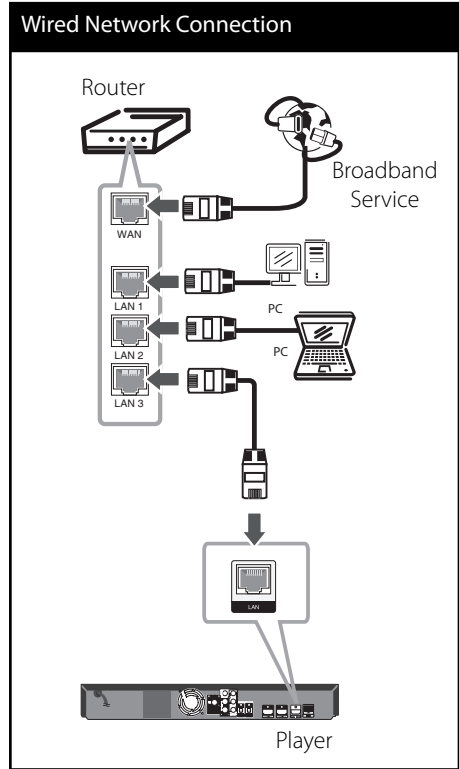 Wired Network Connection
Router
Broadband
Service
WAN
LAN 1
PC
LAN 2
PC
LAN 3
LAN
Player